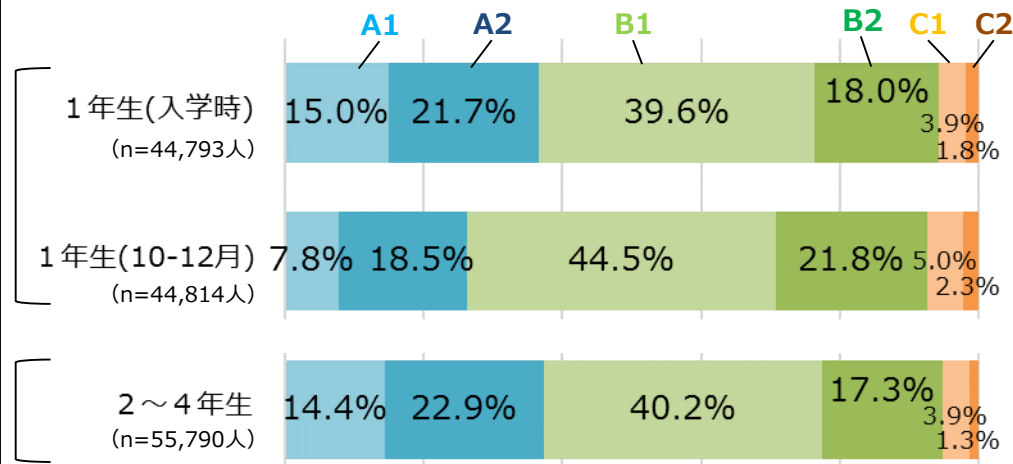 A1 A2 B1 B2 C1 C2
1年生(入学時) 15.0% 21.7% 39.6% 18.0% 3.9% 1.8%
(n=44,793人)
1年生(10-12月) 7.8% 18.5% 44.5% 21.8% 5.0% 2.3%
(n=44,814人)
2～4年生 14.4% 22.9% 40.2% 17.3% 3.9% 1.3%
(n=55,790人)